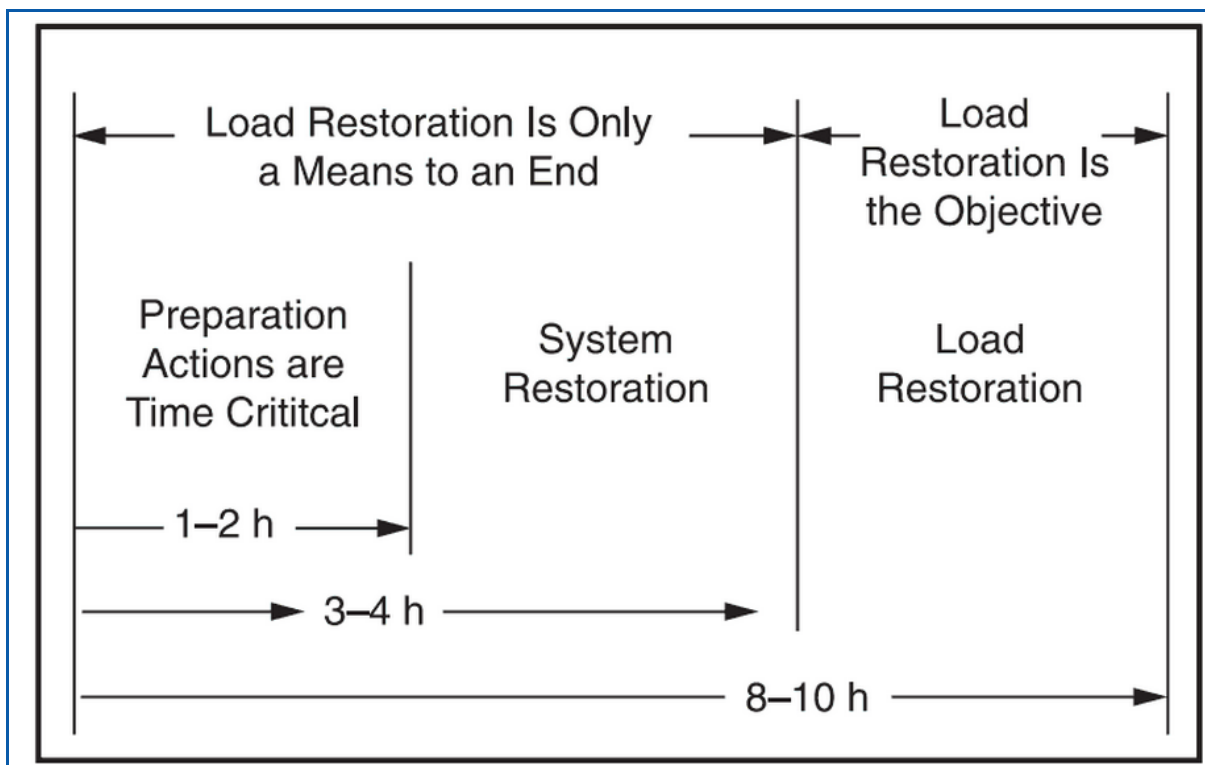 Load Restoration Is Only
a Means to an End
Load
Restoration Is
the Objective
Preparation
Actions are
Time Crititcal
System
Restoration
Load
Restoration
1–2 h
3–4 h
8–10 h